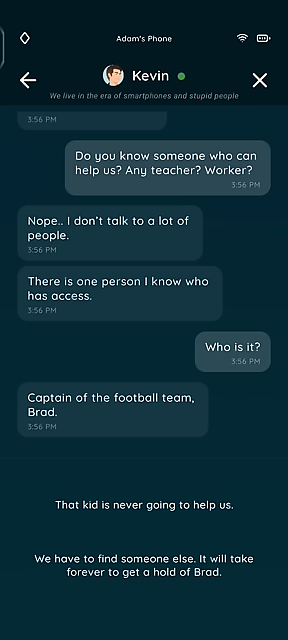 Adam's Phone
Kevin
We live in the era of smartphones and stupid people
3:56 PM
Do you know someone who can
help us? Any teacher? Worker?
3:56 PM
Nope.. I don't talk to a lot of
people.
3:56 PM
There is one person I know who
has access.
3:56 PM
Who is it?
3:56 PM
Captain of the football team,
Brad.
3:56 PM
That kid is never going to help us.
We have to find someone else. It will take
forever to get a hold of Brad.